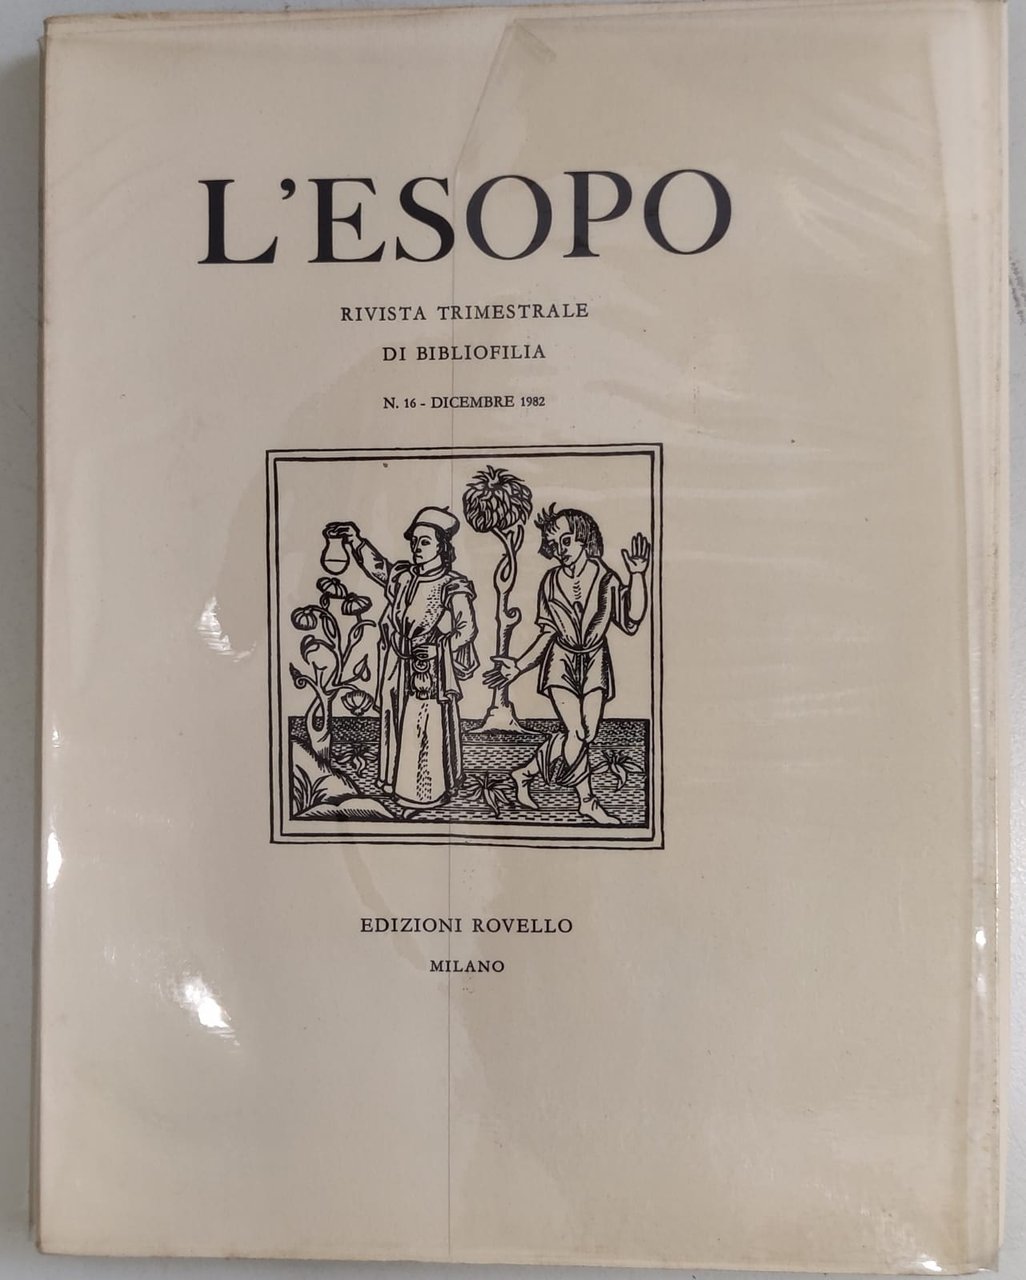 L'ESOPO
RIVISTA TRIMESTRALE
DI BIBLIOFILIA
N. 16 - DICEMBRE 1982
EDIZIONI ROVELLO
MILANO